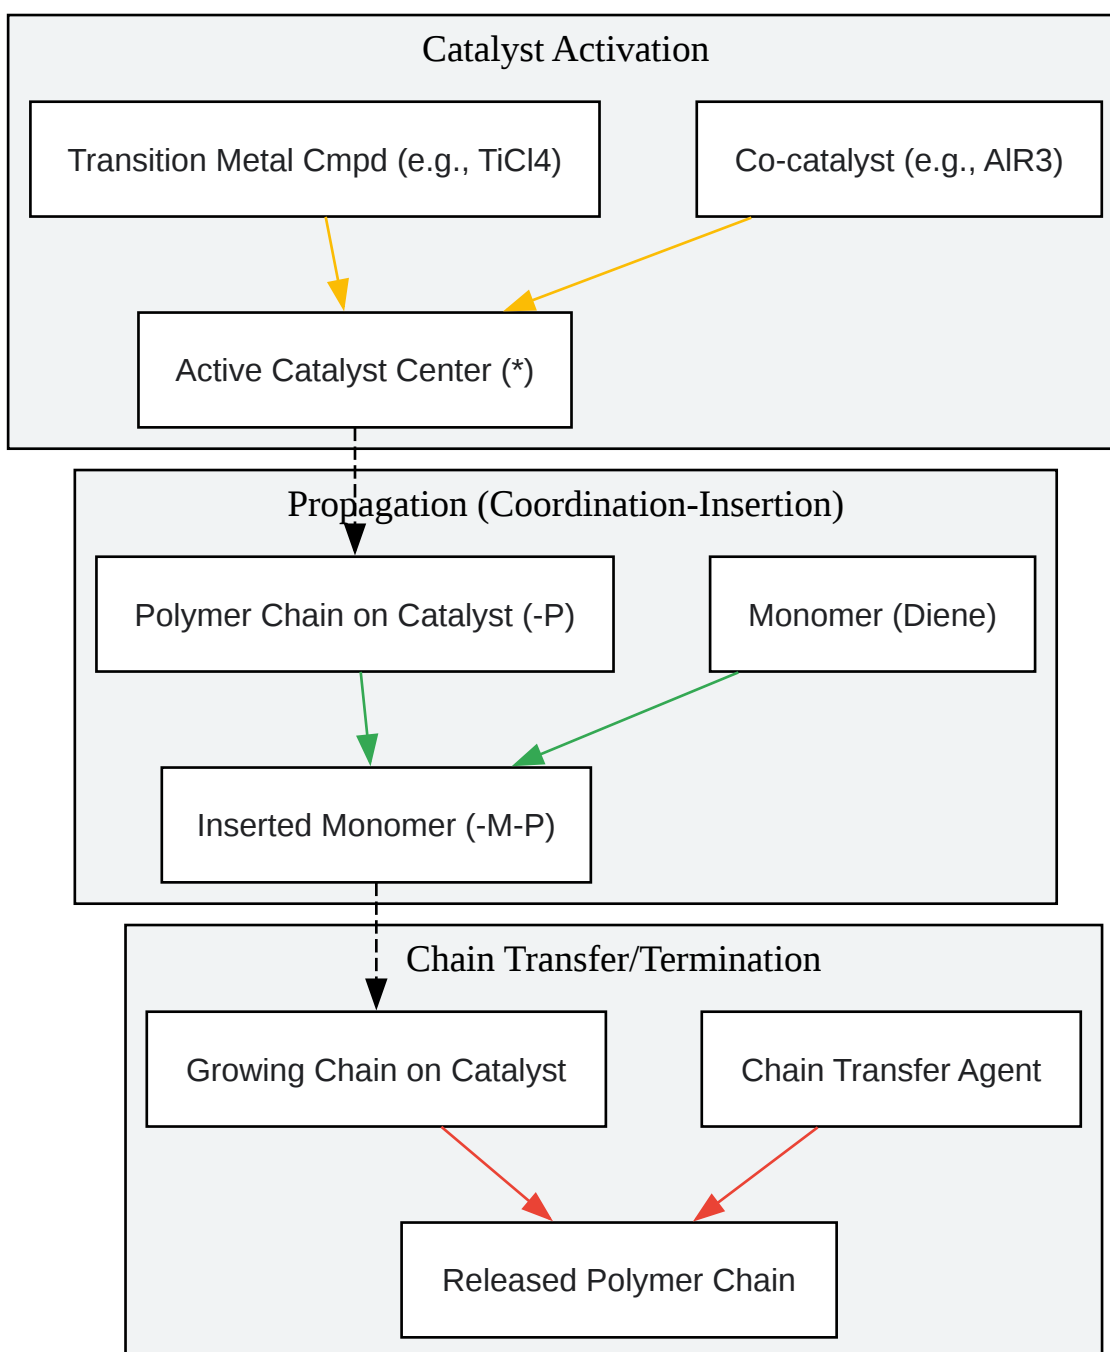 Catalyst Activation
Transition Metal Cmpd (e.g., TiCl4)
Co-catalyst (e.g., AlR3)
Active Catalyst Center (*)
Propagation (Coordination-Insertion)
Polymer Chain on Catalyst (-P)
Monomer (Diene)
Inserted Monomer (-M-P)
Chain Transfer/Termination
Growing Chain on Catalyst
Chain Transfer Agent
Released Polymer Chain